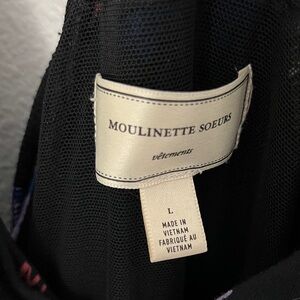 MOULINETTE SOEURS
vêtements
L
MADE IN
VIETNAM
FABRIQUÉ AU
VIETNAM